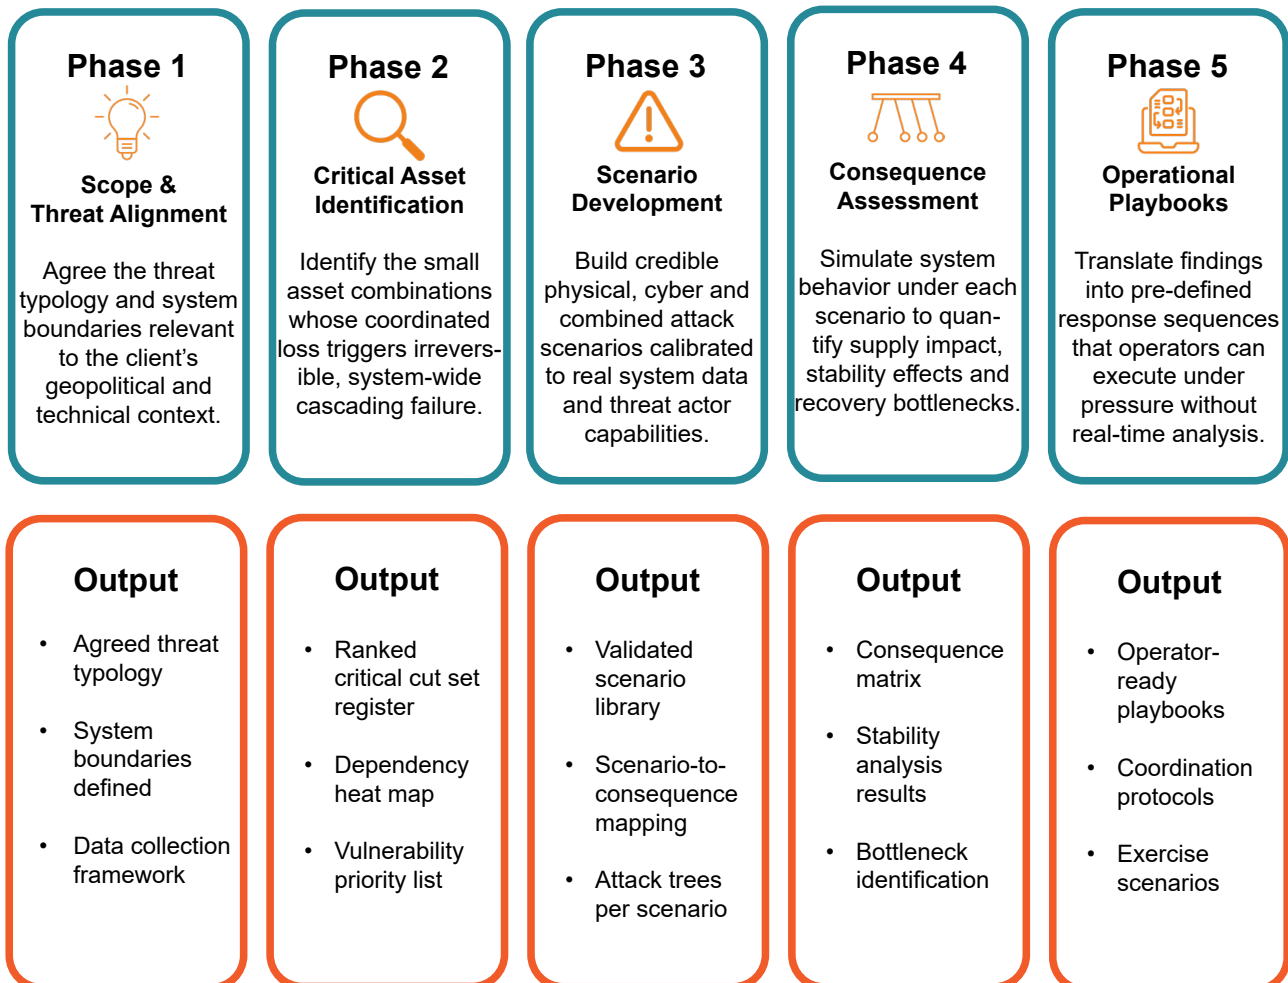 Phase 1
Scope &
Threat Alignment
Agree the threat
typology and system
boundaries relevant
to the client's
geopolitical and
technical context.
Phase 2
Critical Asset
Identification
Identify the small
asset combinations
whose coordinated
loss triggers irrevers-
ible, system-wide
cascading failure.
Phase 3
Scenario
Development
Build credible
physical, cyber and
combined attack
scenarios calibrated
to real system data
and threat actor
capabilities.
Phase 4
Consequence
Assessment
Simulate system
behavior under each
scenario to quan-
tify supply impact,
stability effects and
recovery bottlenecks.
Phase 5
Operational
Playbooks
Translate findings
into pre-defined
response sequences
that operators can
execute under
pressure without
real-time analysis.
Output
• Agreed threat
typology
• System
boundaries
defined
• Data collection
framework
Output
• Ranked
critical cut set
register
• Dependency
heat map
• Vulnerability
priority list
Output
• Validated
scenario
library
• Scenario-to-
consequence
mapping
• Attack trees
per scenario
Output
• Consequence
matrix
• Stability
analysis
results
• Bottleneck
identification
Output
• Operator-
ready
playbooks
• Coordination
protocols
• Exercise
scenarios